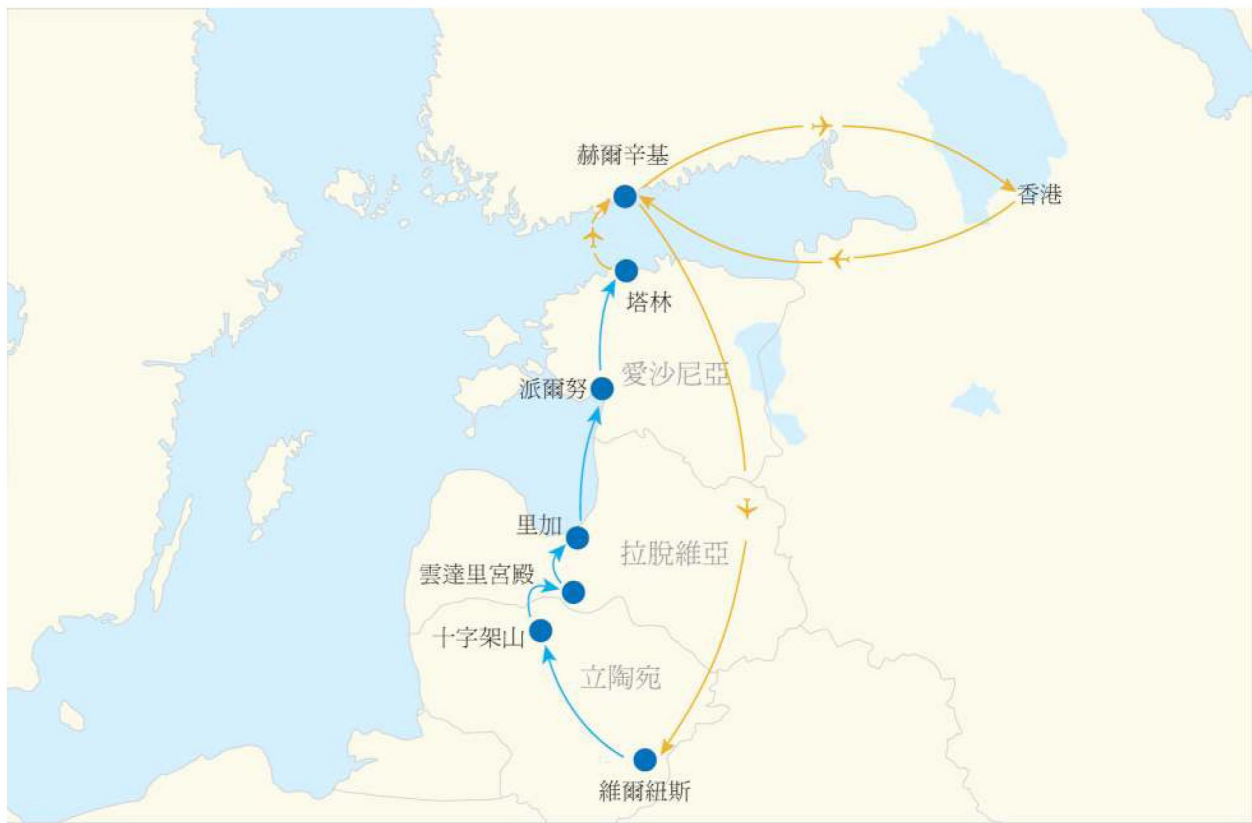 赫爾辛基
香港
塔林
愛沙尼亞
派爾努
里加
拉脫維亞
雲達里宮殿
十字架山
立陶宛
維爾紐斯